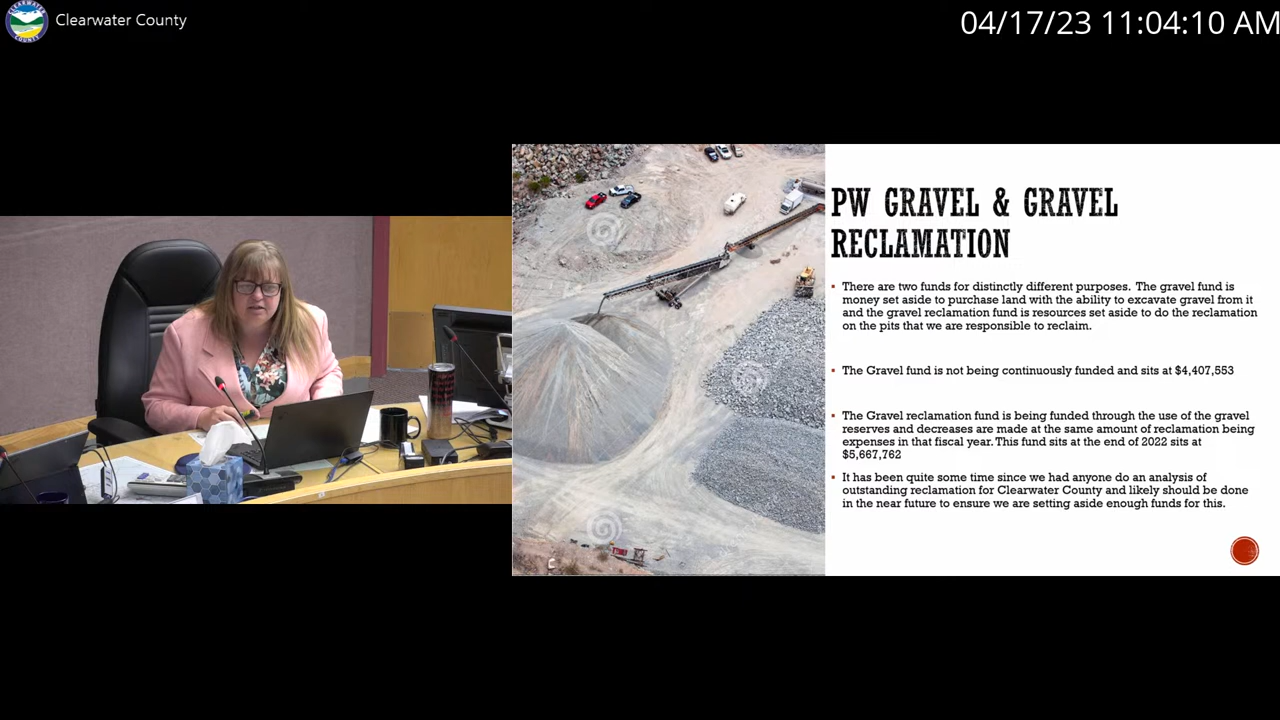 Clearwater County
04/17/23 11:04:10 AM
CLEARWATER
COUNTY
PW GRAVEL & GRAVEL
RECLAMATION
There are two funds for distinctly different purposes. The gravel fund is
money set aside to purchase land with the ability to excavate gravel from it
and the gravel reclamation fund is resources set aside to do the reclamation
on the pits that we are responsible to reclaim.
The Gravel fund is not being continuously funded and sits at $4,407,553
The Gravel reclamation fund is being funded through the use of the gravel
reserves and decreases are made at the same amount of reclamation being
expenses in that fiscal year. This fund sits at the end of 2022 sits at
$5,667,762
It has been quite some time since we had anyone do an analysis of
outstanding reclamation for Clearwater County and likely should be done
in the near future to ensure we are setting aside enough funds for this.